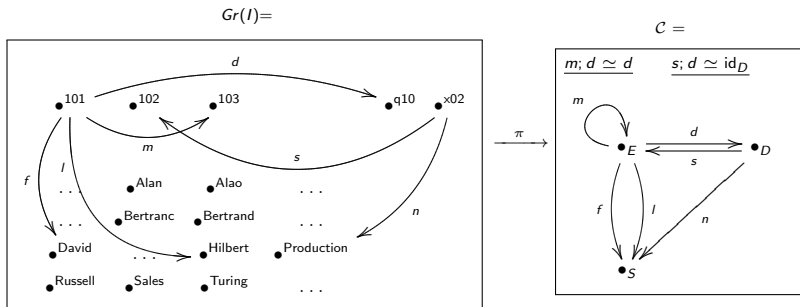 Gr(I)=
C =
m; d ≃ d s; d ≃ id_D
d
101 102 103 q10 x02
m
π
m
s
d
E D
s
f
l
Alan Alao
. . . . . .
n
f l n
Bertranc Bertrand
. . . . . .
David Hilbert Production
. . .
S
Russell Sales Turing . . .